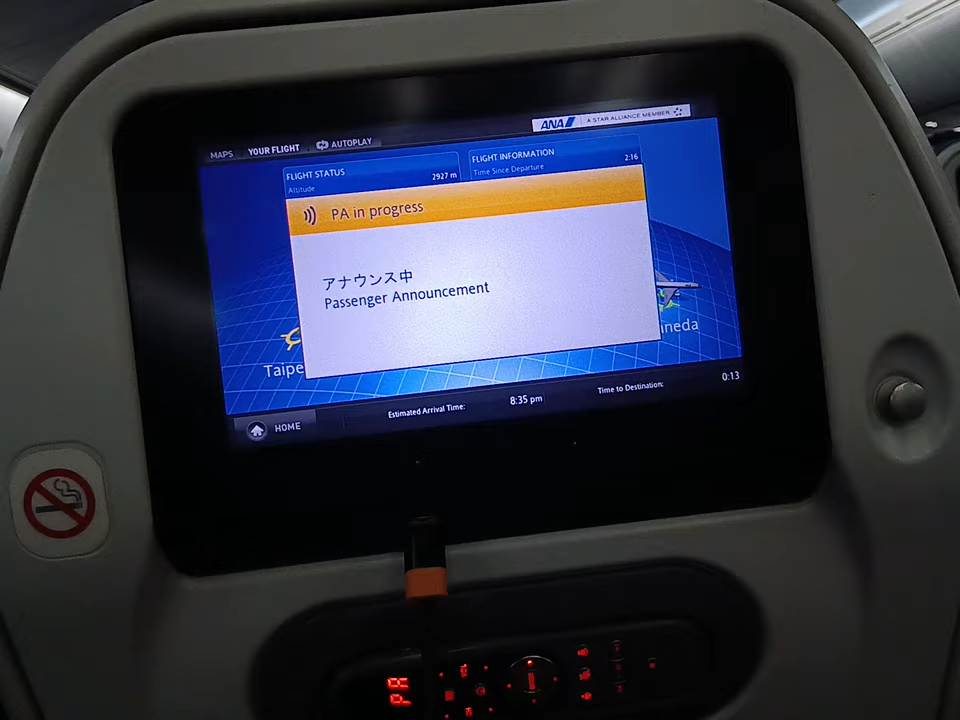 MAPS
YOUR FLIGHT
AUTOPLAY
ANA
A STAR ALLIANCE MEMBER
FLIGHT STATUS
Altitude
2927 m
FLIGHT INFORMATION
Time Since Departure
2:16
PA in progress
アナウンス中
Passenger Announcement
Taipe
neda
HOME
Estimated Arrival Time:
8:35 pm
Time to Destination:
0:13
PA